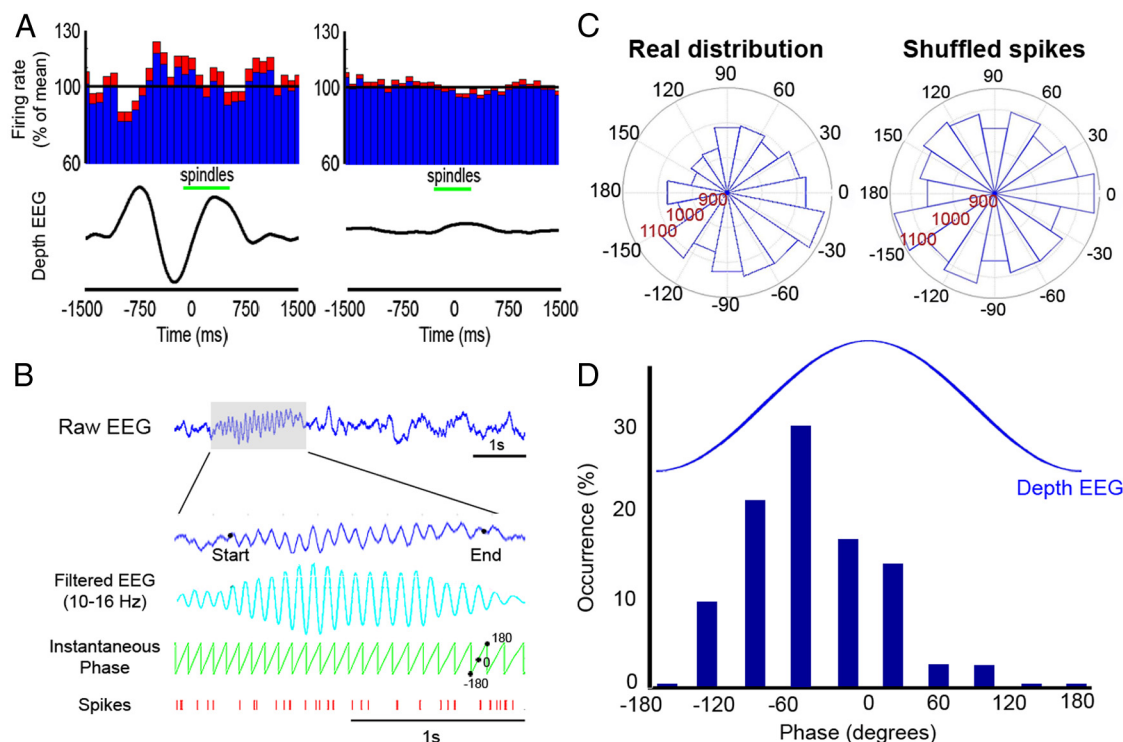 A
Firing rate
(% of mean)
130
100
60
130
100
60
spindles
spindles
Depth EEG
-1500 -750 0 750 1500
-1500 -750 0 750 1500
Time (ms)
Time (ms)
B
Raw EEG
1s
Start
End
Filtered EEG
(10-16 Hz)
Instantaneous
Phase
180
0
-180
Spikes
1s
C
Real distribution
90
120 60
150 30
180 0
900
1000
1100
-150 -30
-120 -60
-90
Shuffled spikes
90
120 60
150 30
180 0
900
1000
1100
-150 -30
-120 -60
-90
D
Occurrence (%)
30
20
10
0
Depth EEG
-180 -120 -60 0 60 120 180
Phase (degrees)